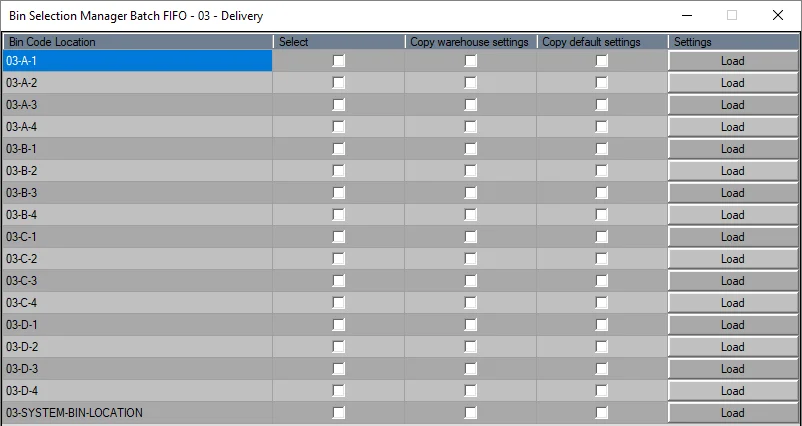 Bin Selection Manager Batch FIFO - 03 - Delivery
Bin Code Location Select Copy warehouse settings Copy default settings Settings
03-A-1 Load
03-A-2 Load
03-A-3 Load
03-A-4 Load
03-B-1 Load
03-B-2 Load
03-B-3 Load
03-B-4 Load
03-C-1 Load
03-C-2 Load
03-C-3 Load
03-C-4 Load
03-D-1 Load
03-D-2 Load
03-D-3 Load
03-D-4 Load
03-SYSTEM-BIN-LOCATION Load